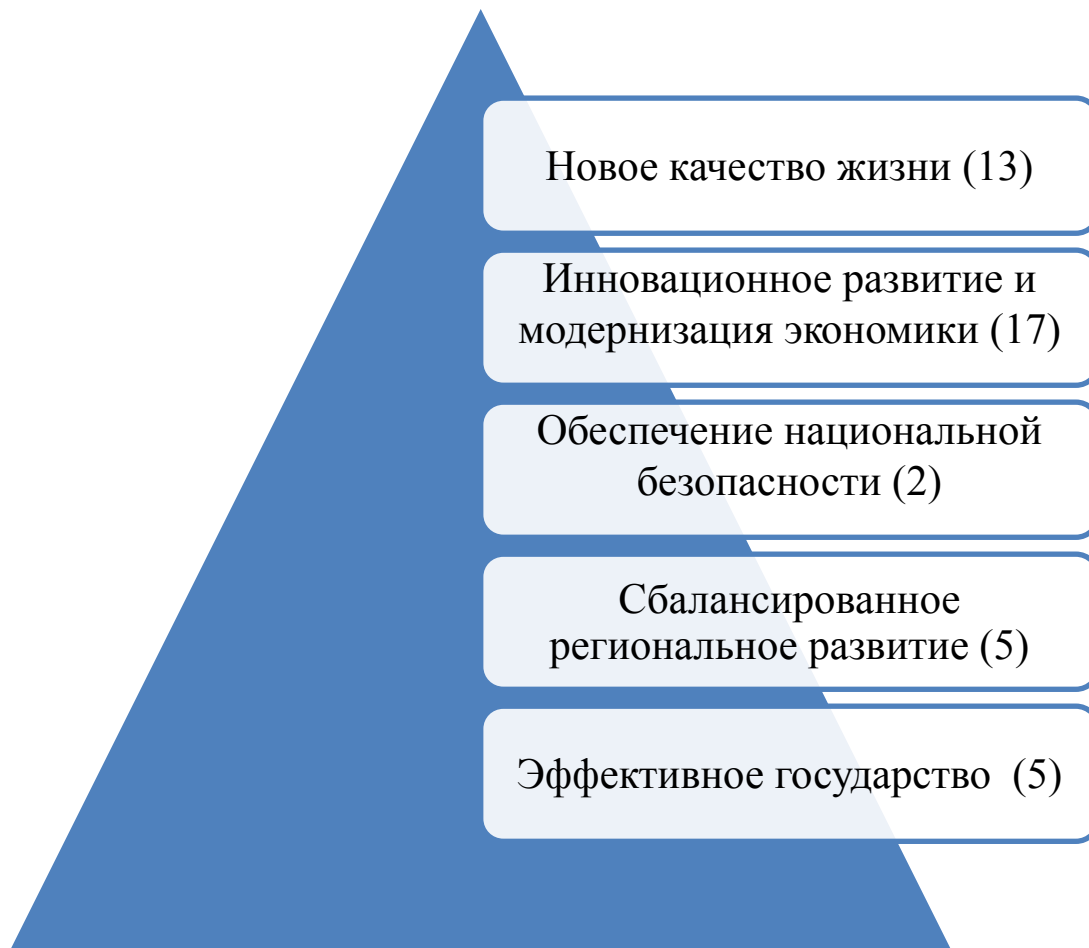 Новое качество жизни (13)
Инновационное развитие и
модернизация экономики (17)
Обеспечение национальной
безопасности (2)
Сбалансированное
региональное развитие (5)
Эффективное государство  (5)